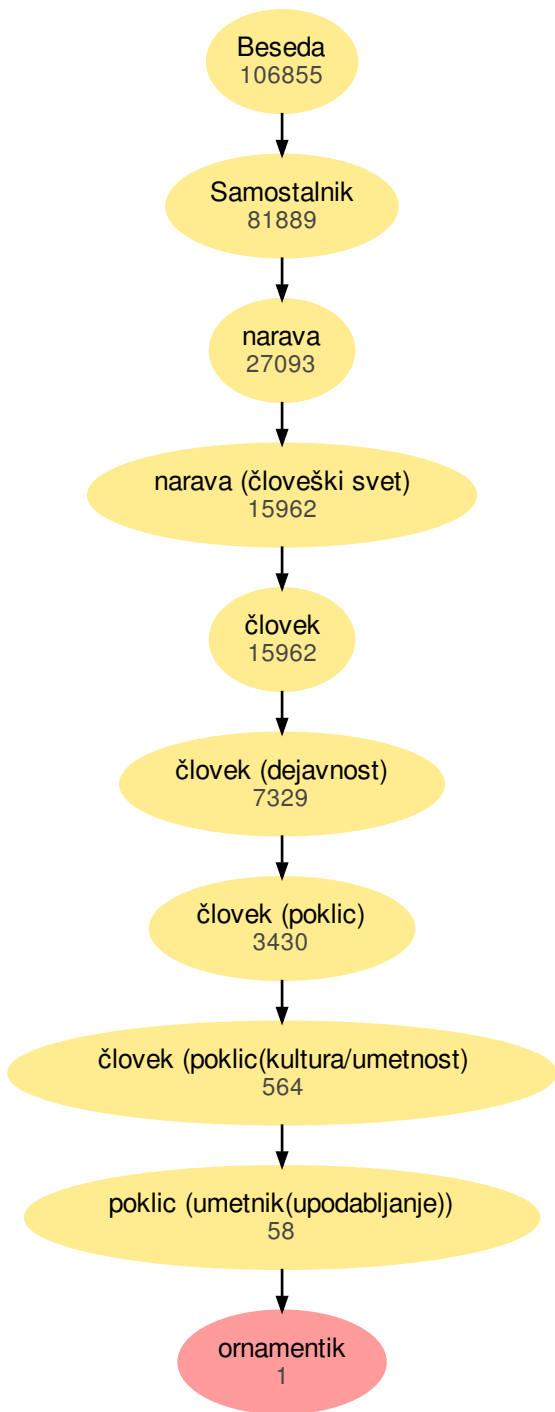 Beseda
106855
Samostalnik
81889
narava
27093
narava (človeški svet)
15962
človek
15962
človek (dejavnost)
7329
človek (poklic)
3430
človek (poklic(kultura/umetnost)
564
poklic (umetnik(upodabljanje))
58
ornamentik
1